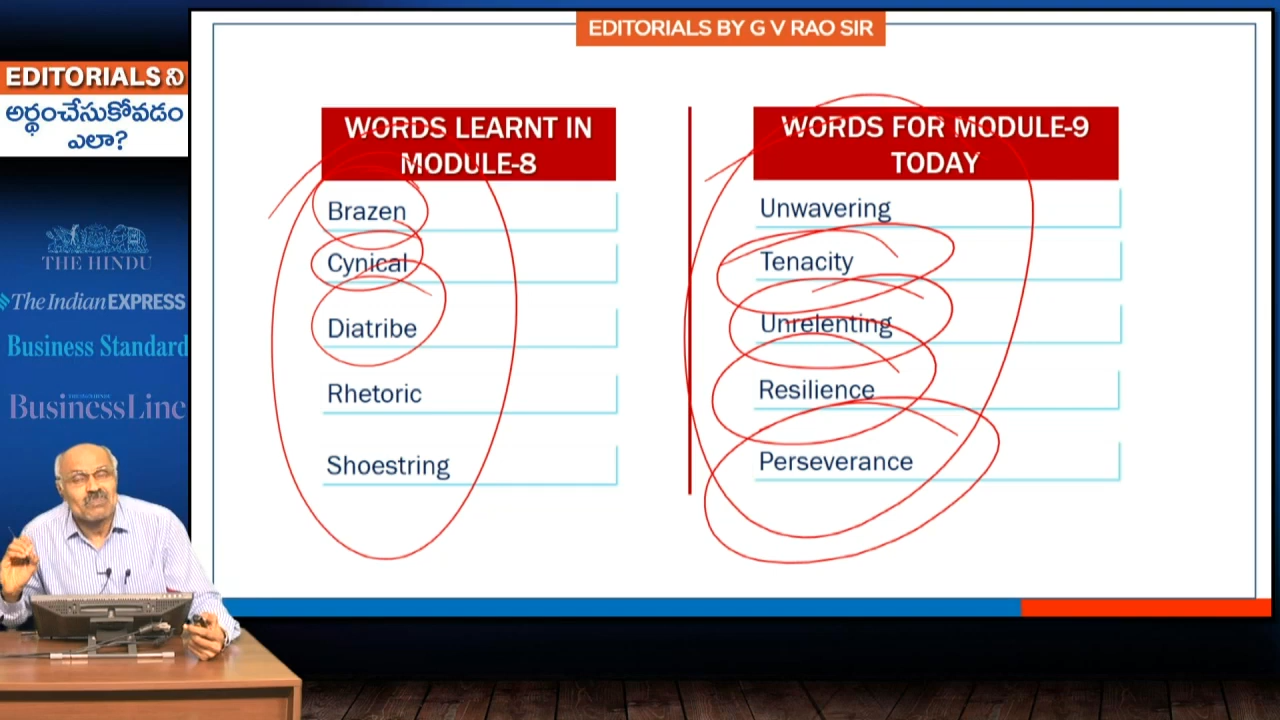 EDITORIALS BY G V RAO SIR
EDITORIALS ని
అర్థంచేసుకోవడం
ఎలా?
THE HINDU
The Indian EXPRESS
Business Standard
BusinessLine
WORDS LEARNT IN
MODULE-8
Brazen
Cynical
Diatribe
Rhetoric
Shoestring
WORDS FOR MODULE-9
TODAY
Unwavering
Tenacity
Unrelenting
Resilience
Perseverance